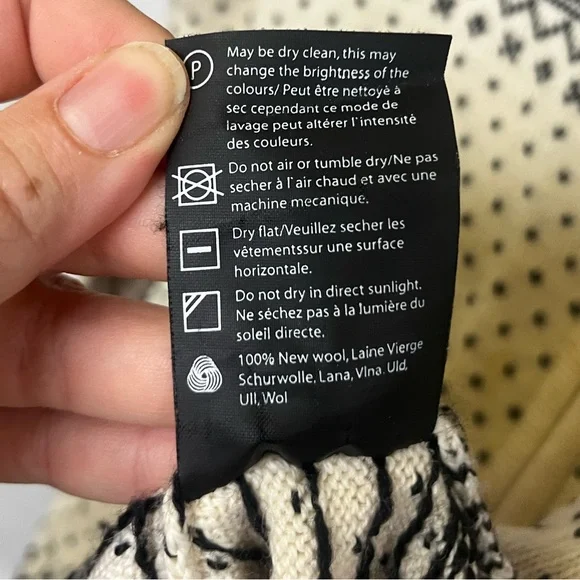 P
May be dry clean, this may
change the brightness of the
colours/ Peut être nettoyè à
sec cependant ce mode de
lavage peut altérer l'intensité
des couleurs.
Do not air or tumble dry/Ne pas
secher à l'air chaud et avec une
machine mecanique.
Dry flat/Veuillez secher les
vêtementssur une surface
horizontale.
Do not dry in direct sunlight.
Ne séchez pas à la lumière du
soleil directe.
100% New wool, Laine Vierge
Schurwolle, Lana, Vlna, Uld,
Ull, Wol